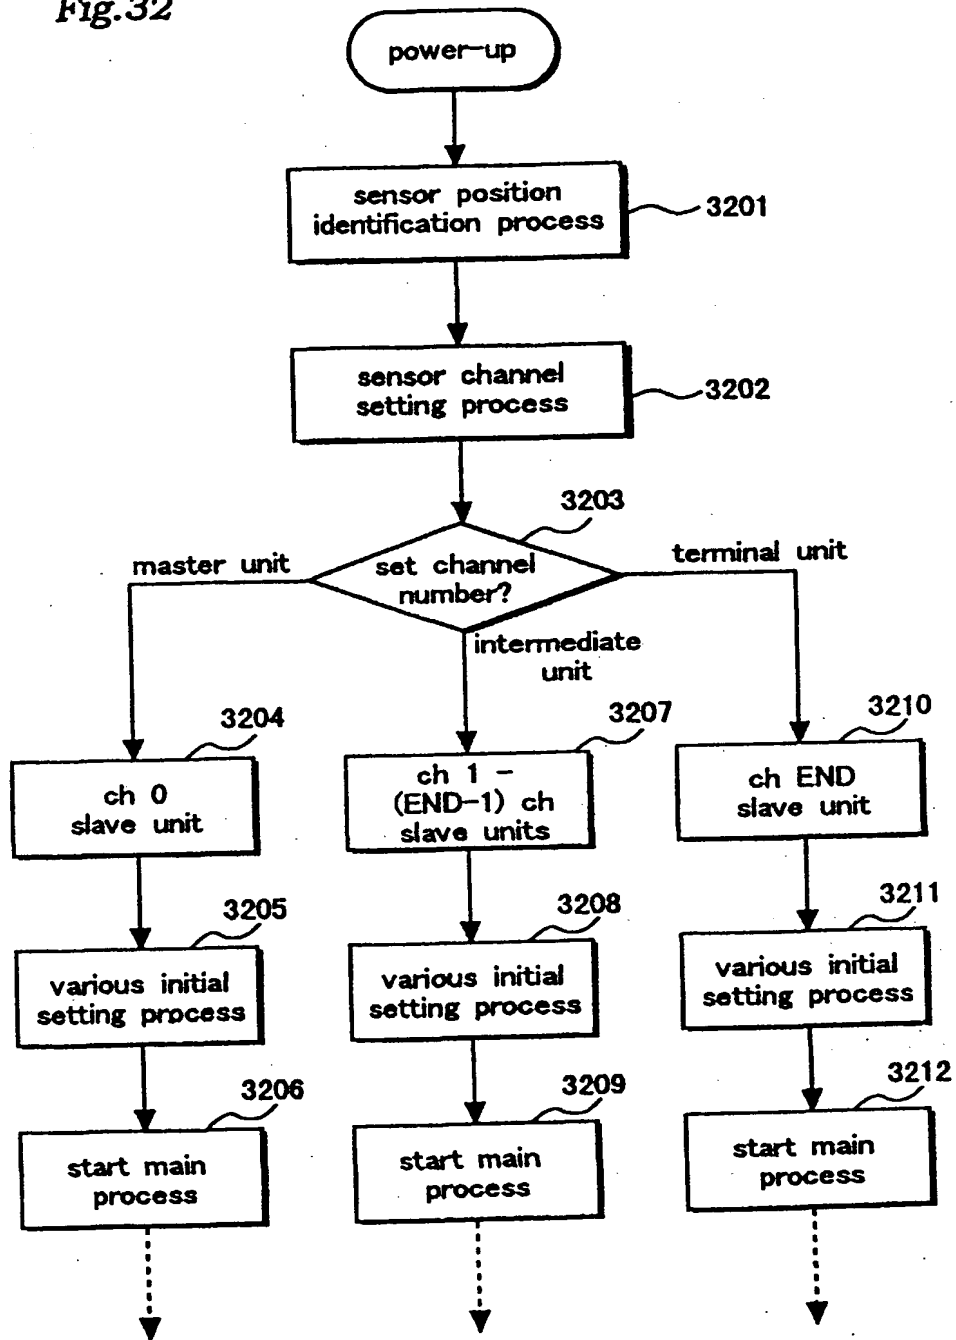 Fig.32
power-up
sensor position
identification process
3201
sensor channel
setting process
3202
3203
set channel
number?
master unit
terminal unit
intermediate
unit
3204
ch 0
slave unit
3207
ch 1 -
(END-1) ch
slave units
3210
ch END
slave unit
3205
various initial
setting process
3208
various initial
setting process
3211
various initial
setting process
3206
start main
process
3209
start main
process
3212
start main
process